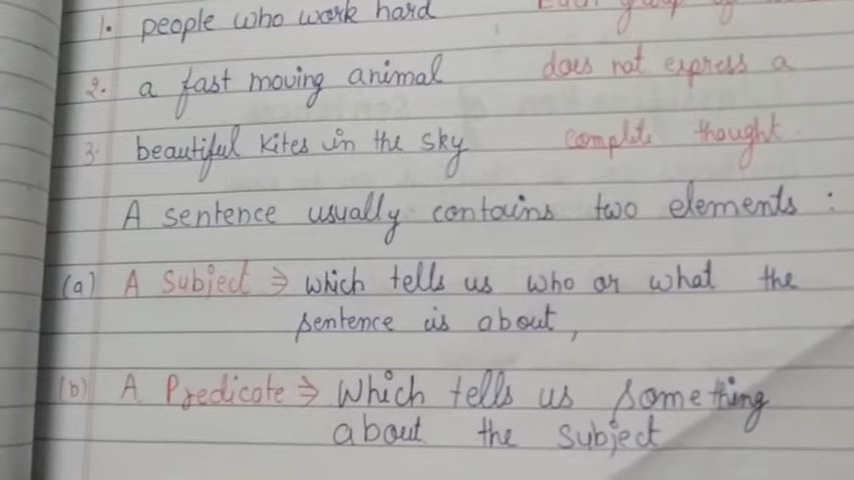 1. people who work hard
2. a fast moving animal does not express a
3. beautiful kites in the sky complete thought
A sentence usually contains two elements :
(a) A Subject ⇒ which tells us who or what the
sentence is about,
(b) A Predicate ⇒ Which tells us something
about the subject